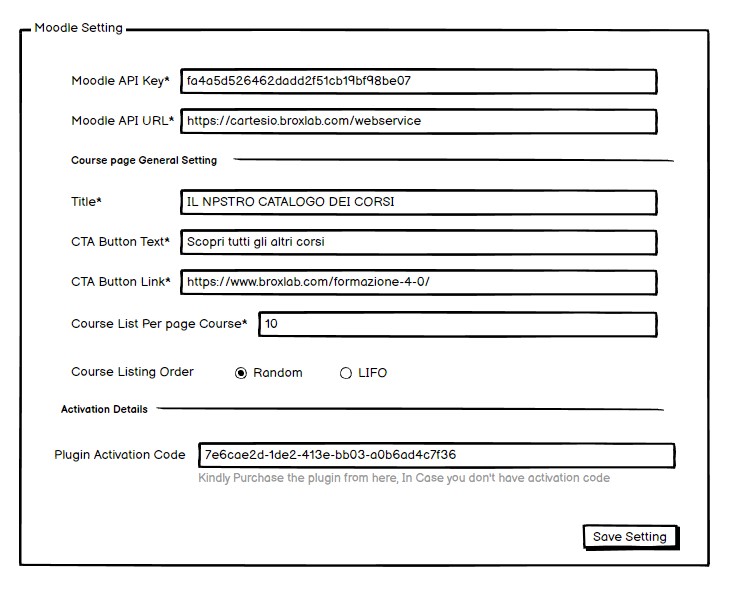 Moodle Setting
Moodle API Key* fa4a5d526462dadd2f51cb19bf98be07
Moodle API URL* https://cartesio.broxlab.com/webservice
Course page General Setting
Title* IL NPSTRO CATALOGO DEI CORSI
CTA Button Text* Scopri tutti gli altri corsi
CTA Button Link* https://www.broxlab.com/formazione-4-0/
Course List Per page Course* 10
Course Listing Order Random LIFO
Activation Details
Plugin Activation Code 7e6cae2d-1de2-413e-bb03-a0b6ad4c7f36
Kindly Purchase the plugin from here, In Case you don't have activation code
Save Setting